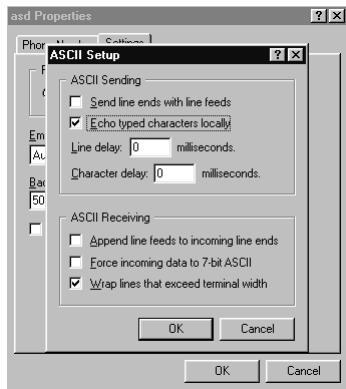 asd Properties
Settings
ASCII Setup
ASCII Sending
Send line ends with line feeds
Echo typed characters locally
Line delay: 0 milliseconds.
Character delay: 0 milliseconds.
ASCII Receiving
Append line feeds to incoming line ends
Force incoming data to 7-bit ASCII
Wrap lines that exceed terminal width
OK Cancel
50
OK Cancel